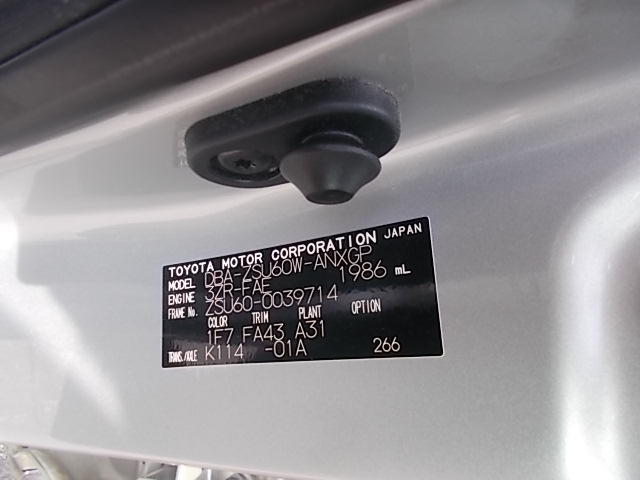 TOYOTA MOTOR CORPORATION JAPAN
MODEL DBA-ZSU60W-ANXGP
ENGINE 3ZR-FAE 1986 mL
FRAME No. ZSU60-0039714
COLOR TRIM PLANT OPTION
1F7 FA43 A31
TRANS./AXLE K114 -01A 266